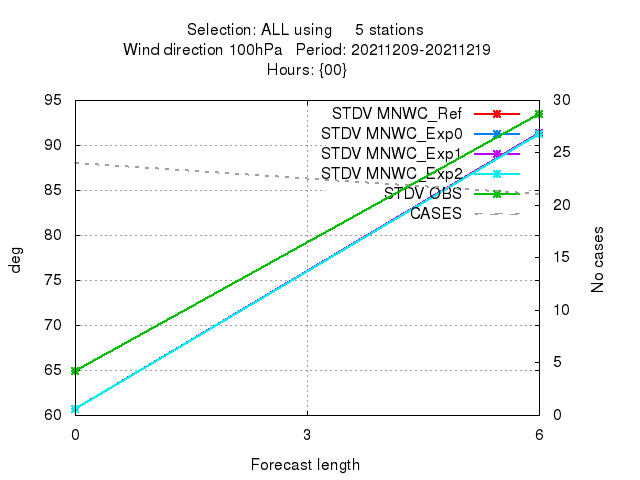 Selection: ALL using 5 stations
Wind direction 100hPa Period: 20211209-20211219
Hours: {00}
95
90
85
80
75
70
65
60
30
25
20
15
10
5
0
STDV MNWC_Ref
STDV MNWC_Exp0
STDV MNWC_Exp1
STDV MNWC_Exp2
STDV OBS
CASES
deg
No cases
0 3 6
Forecast length